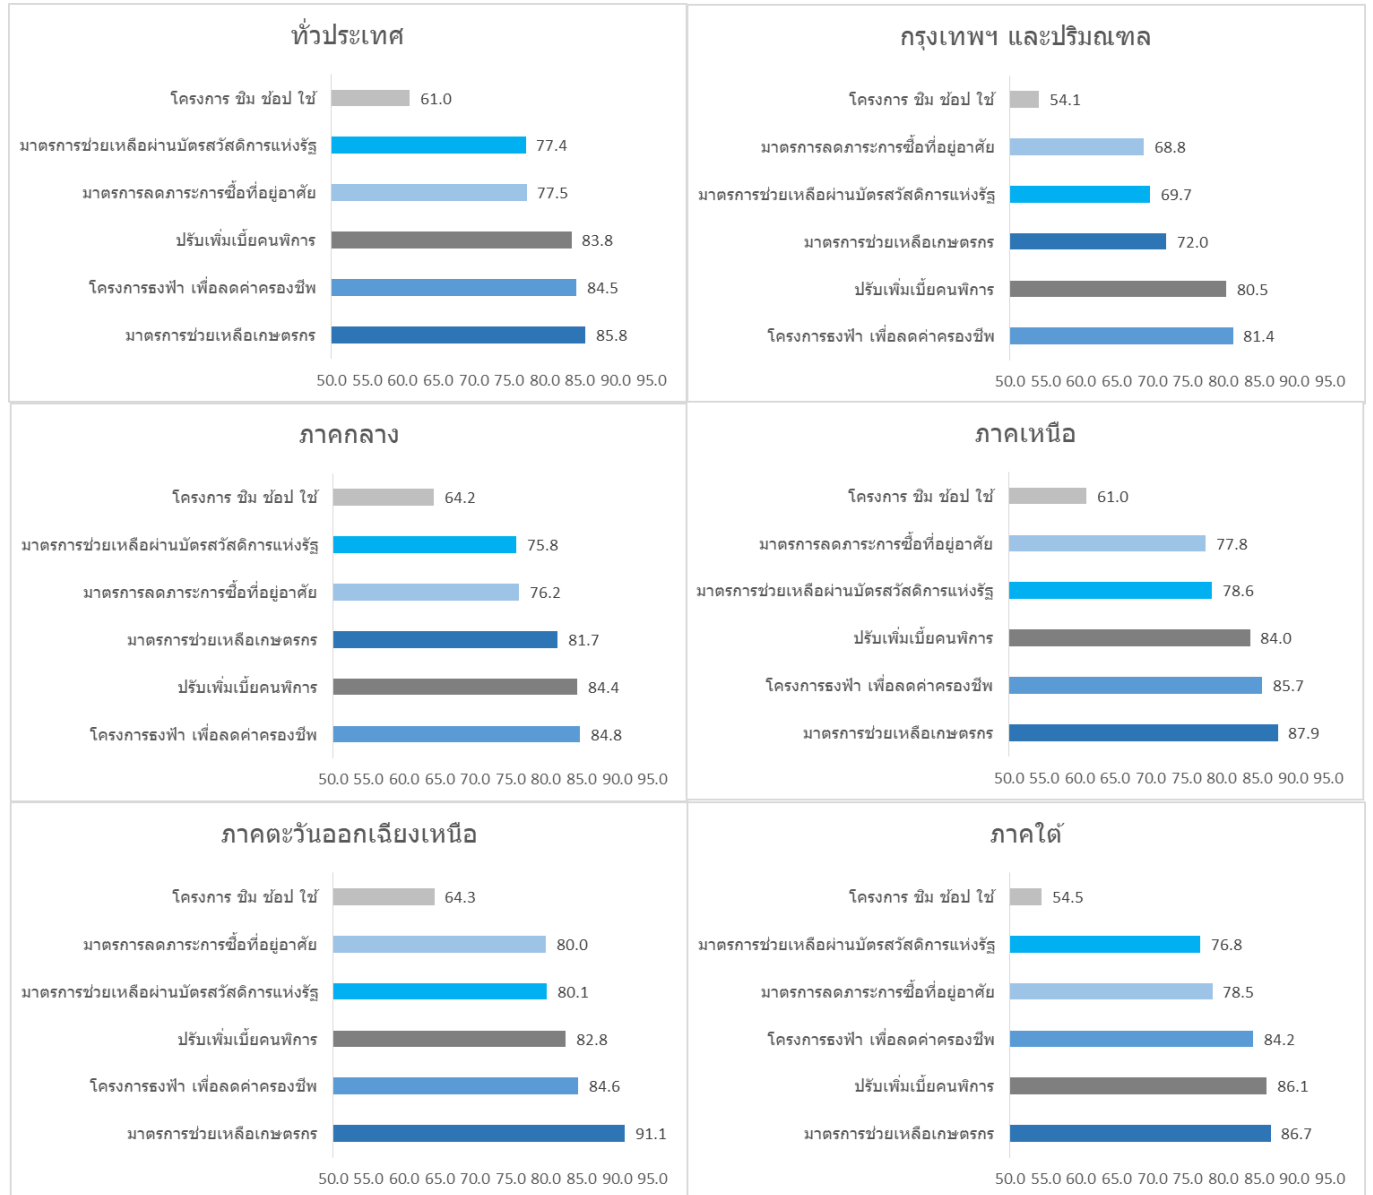 ทั่วประเทศ
โครงการ ชิม ช้อป ใช้ 61.0
มาตรการช่วยเหลือผ่านบัตรสวัสดิการแห่งรัฐ 77.4
มาตรการลดภาระการซื้อที่อยู่อาศัย 77.5
ปรับเพิ่มเบี้ยคนพิการ 83.8
โครงการธงฟ้า เพื่อลดค่าครองชีพ 84.5
มาตรการช่วยเหลือเกษตรกร 85.8
50.0 55.0 60.0 65.0 70.0 75.0 80.0 85.0 90.0 95.0
กรุงเทพฯ และปริมณฑล
โครงการ ชิม ช้อป ใช้ 54.1
มาตรการลดภาระการซื้อที่อยู่อาศัย 68.8
มาตรการช่วยเหลือผ่านบัตรสวัสดิการแห่งรัฐ 69.7
มาตรการช่วยเหลือเกษตรกร 72.0
ปรับเพิ่มเบี้ยคนพิการ 80.5
โครงการธงฟ้า เพื่อลดค่าครองชีพ 81.4
50.0 55.0 60.0 65.0 70.0 75.0 80.0 85.0 90.0 95.0
ภาคกลาง
โครงการ ชิม ช้อป ใช้ 64.2
มาตรการช่วยเหลือผ่านบัตรสวัสดิการแห่งรัฐ 75.8
มาตรการลดภาระการซื้อที่อยู่อาศัย 76.2
มาตรการช่วยเหลือเกษตรกร 81.7
ปรับเพิ่มเบี้ยคนพิการ 84.4
โครงการธงฟ้า เพื่อลดค่าครองชีพ 84.8
50.0 55.0 60.0 65.0 70.0 75.0 80.0 85.0 90.0 95.0
ภาคเหนือ
โครงการ ชิม ช้อป ใช้ 61.0
มาตรการลดภาระการซื้อที่อยู่อาศัย 77.8
มาตรการช่วยเหลือผ่านบัตรสวัสดิการแห่งรัฐ 78.6
ปรับเพิ่มเบี้ยคนพิการ 84.0
โครงการธงฟ้า เพื่อลดค่าครองชีพ 85.7
มาตรการช่วยเหลือเกษตรกร 87.9
50.0 55.0 60.0 65.0 70.0 75.0 80.0 85.0 90.0 95.0
ภาคตะวันออกเฉียงเหนือ
โครงการ ชิม ช้อป ใช้ 64.3
มาตรการลดภาระการซื้อที่อยู่อาศัย 80.0
มาตรการช่วยเหลือผ่านบัตรสวัสดิการแห่งรัฐ 80.1
ปรับเพิ่มเบี้ยคนพิการ 82.8
โครงการธงฟ้า เพื่อลดค่าครองชีพ 84.6
มาตรการช่วยเหลือเกษตรกร 91.1
50.0 55.0 60.0 65.0 70.0 75.0 80.0 85.0 90.0 95.0
ภาคใต้
โครงการ ชิม ช้อป ใช้ 54.5
มาตรการช่วยเหลือผ่านบัตรสวัสดิการแห่งรัฐ 76.8
มาตรการลดภาระการซื้อที่อยู่อาศัย 78.5
โครงการธงฟ้า เพื่อลดค่าครองชีพ 84.2
ปรับเพิ่มเบี้ยคนพิการ 86.1
มาตรการช่วยเหลือเกษตรกร 86.7
50.0 55.0 60.0 65.0 70.0 75.0 80.0 85.0 90.0 95.0